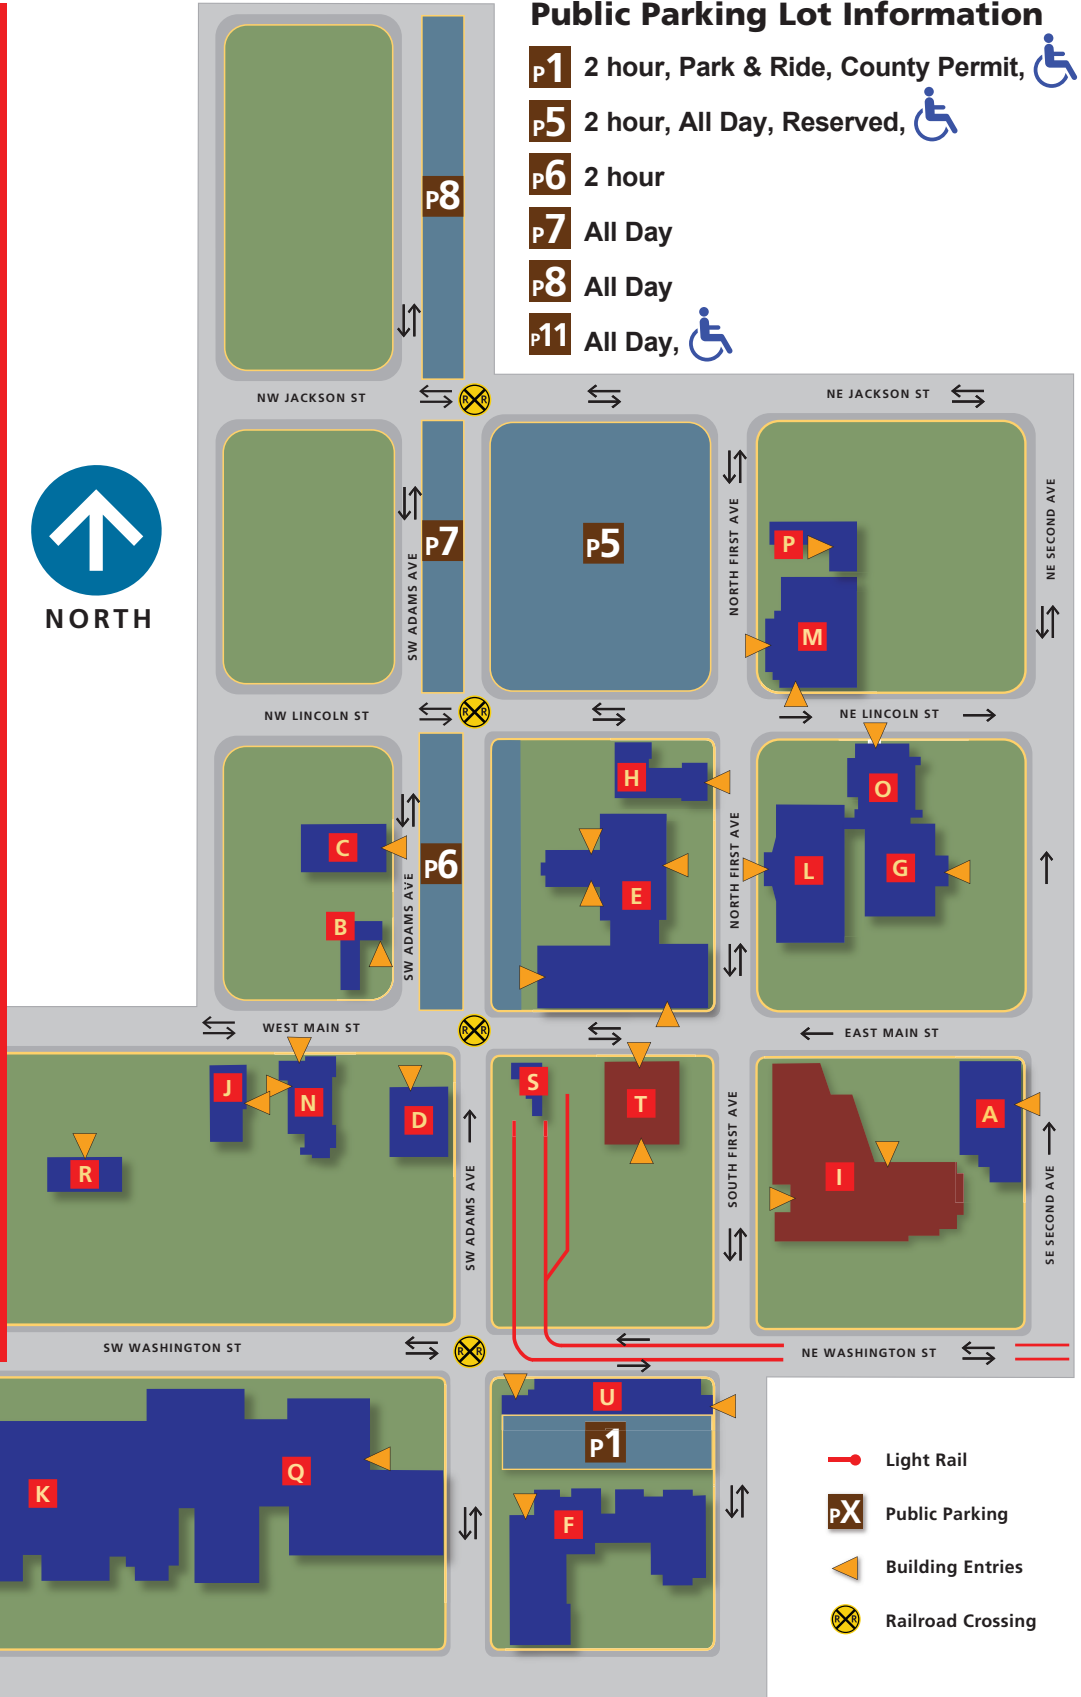 Public Parking Lot Information
P1 2 hour, Park & Ride, County Permit,
P5 2 hour, All Day, Reserved,
P6 2 hour
P7 All Day
P8 All Day
P11 All Day,
P8
NW JACKSON ST
R R
NE JACKSON ST
NORTH
P7
P5
SW ADAMS AVE
NORTH FIRST AVE
NE SECOND AVE
P
M
NW LINCOLN ST
R R
NE LINCOLN ST
H
O
C
P6
E
L
G
B
SW ADAMS AVE
NORTH FIRST AVE
WEST MAIN ST
R R
EAST MAIN ST
J
N
D
S
T
A
R
I
SW ADAMS AVE
SOUTH FIRST AVE
SE SECOND AVE
SW WASHINGTON ST
R R
NE WASHINGTON ST
U
P1
K
Q
F
Light Rail
PX Public Parking
Building Entries
R R Railroad Crossing